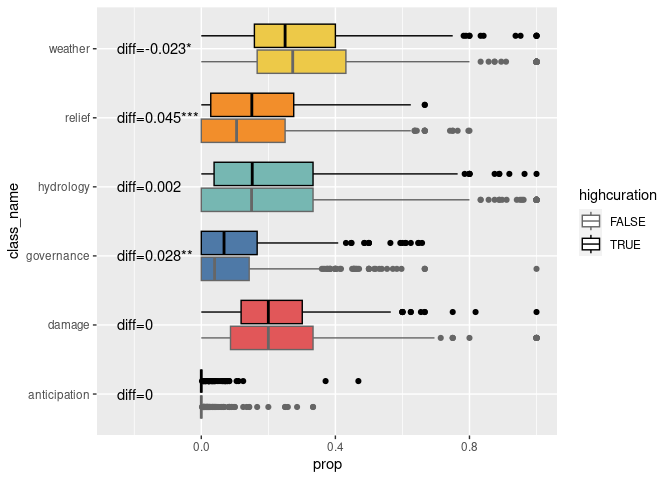 weather
diff=-0.023*
relief
diff=0.045***
hydrology
diff=0.002
governance
diff=0.028**
damage
diff=0
anticipation
diff=0
class_name
0.0
0.4
0.8
prop
highcuration
FALSE
TRUE